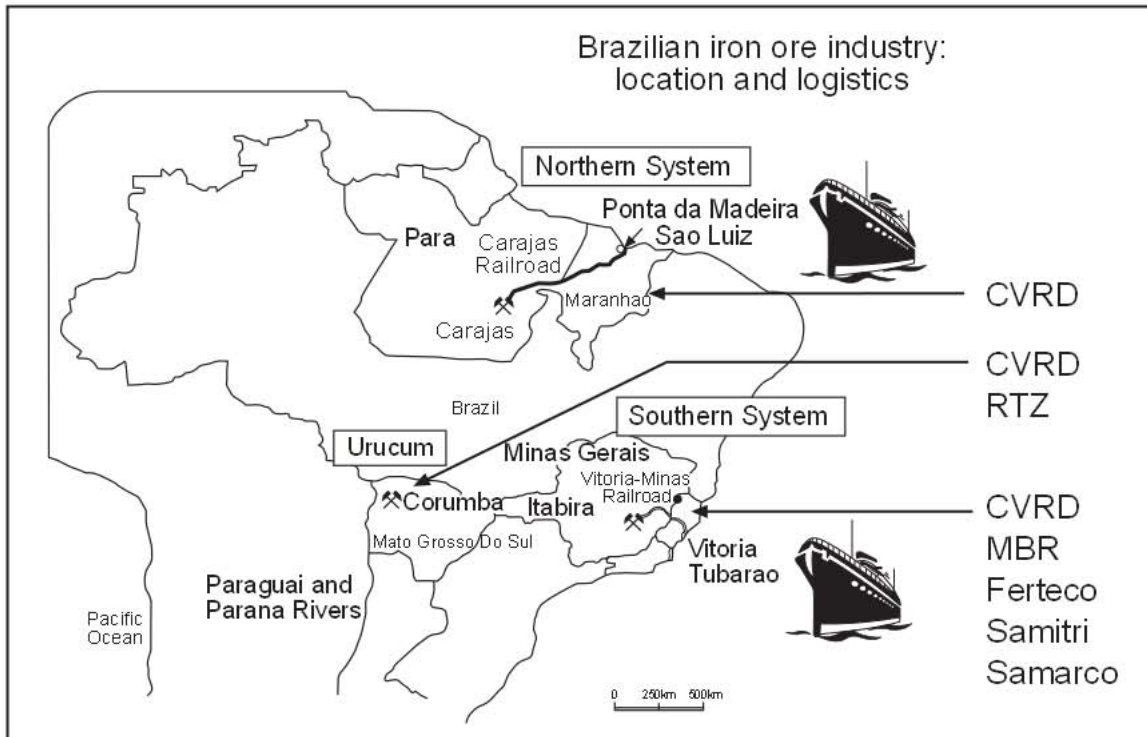 Brazilian iron ore industry:
location and logistics
Northern System
Ponta da Madeira
Sao Luiz
Para
Carajas
Railroad
Maranhao
Carajas
CVRD
CVRD
RTZ
Brazil
Southern System
Urucum
Minas Gerais
Vitoria-Minas
Railroad
Corumba
Itabira
Mato Grosso Do Sul
Vitoria
Tubarao
CVRD
MBR
Ferteco
Samitri
Samarco
Paraguai and
Parana Rivers
Pacific
Ocean
0 250km 500km